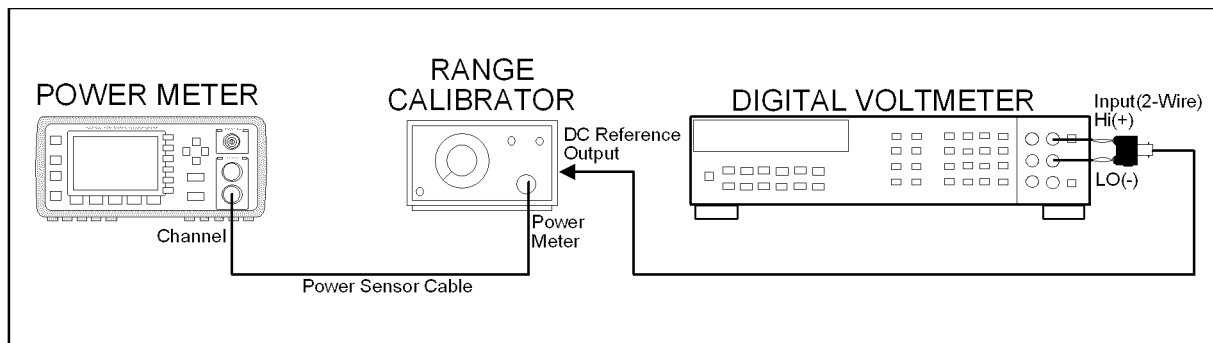 POWER METER
RANGE
CALIBRATOR
DIGITAL VOLTMETER
Input(2-Wire)
Hi(+)
LO(-)
DC Reference
Output
Power
Meter
Channel
Power Sensor Cable